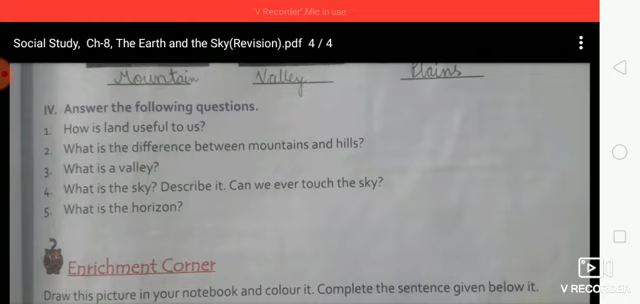 "V Recorder",Mic in use
Social Study, Ch-8, The Earth and the Sky(Revision).pdf 4 / 4
Mountain Valley Plains
IV. Answer the following questions.
1. How is land useful to us?
2. What is the difference between mountains and hills?
3. What is a valley?
4. What is the sky? Describe it. Can we ever touch the sky?
5. What is the horizon?
Enrichment Corner
Draw this picture in your notebook and colour it. Complete the sentence given below it.
V RECORDER